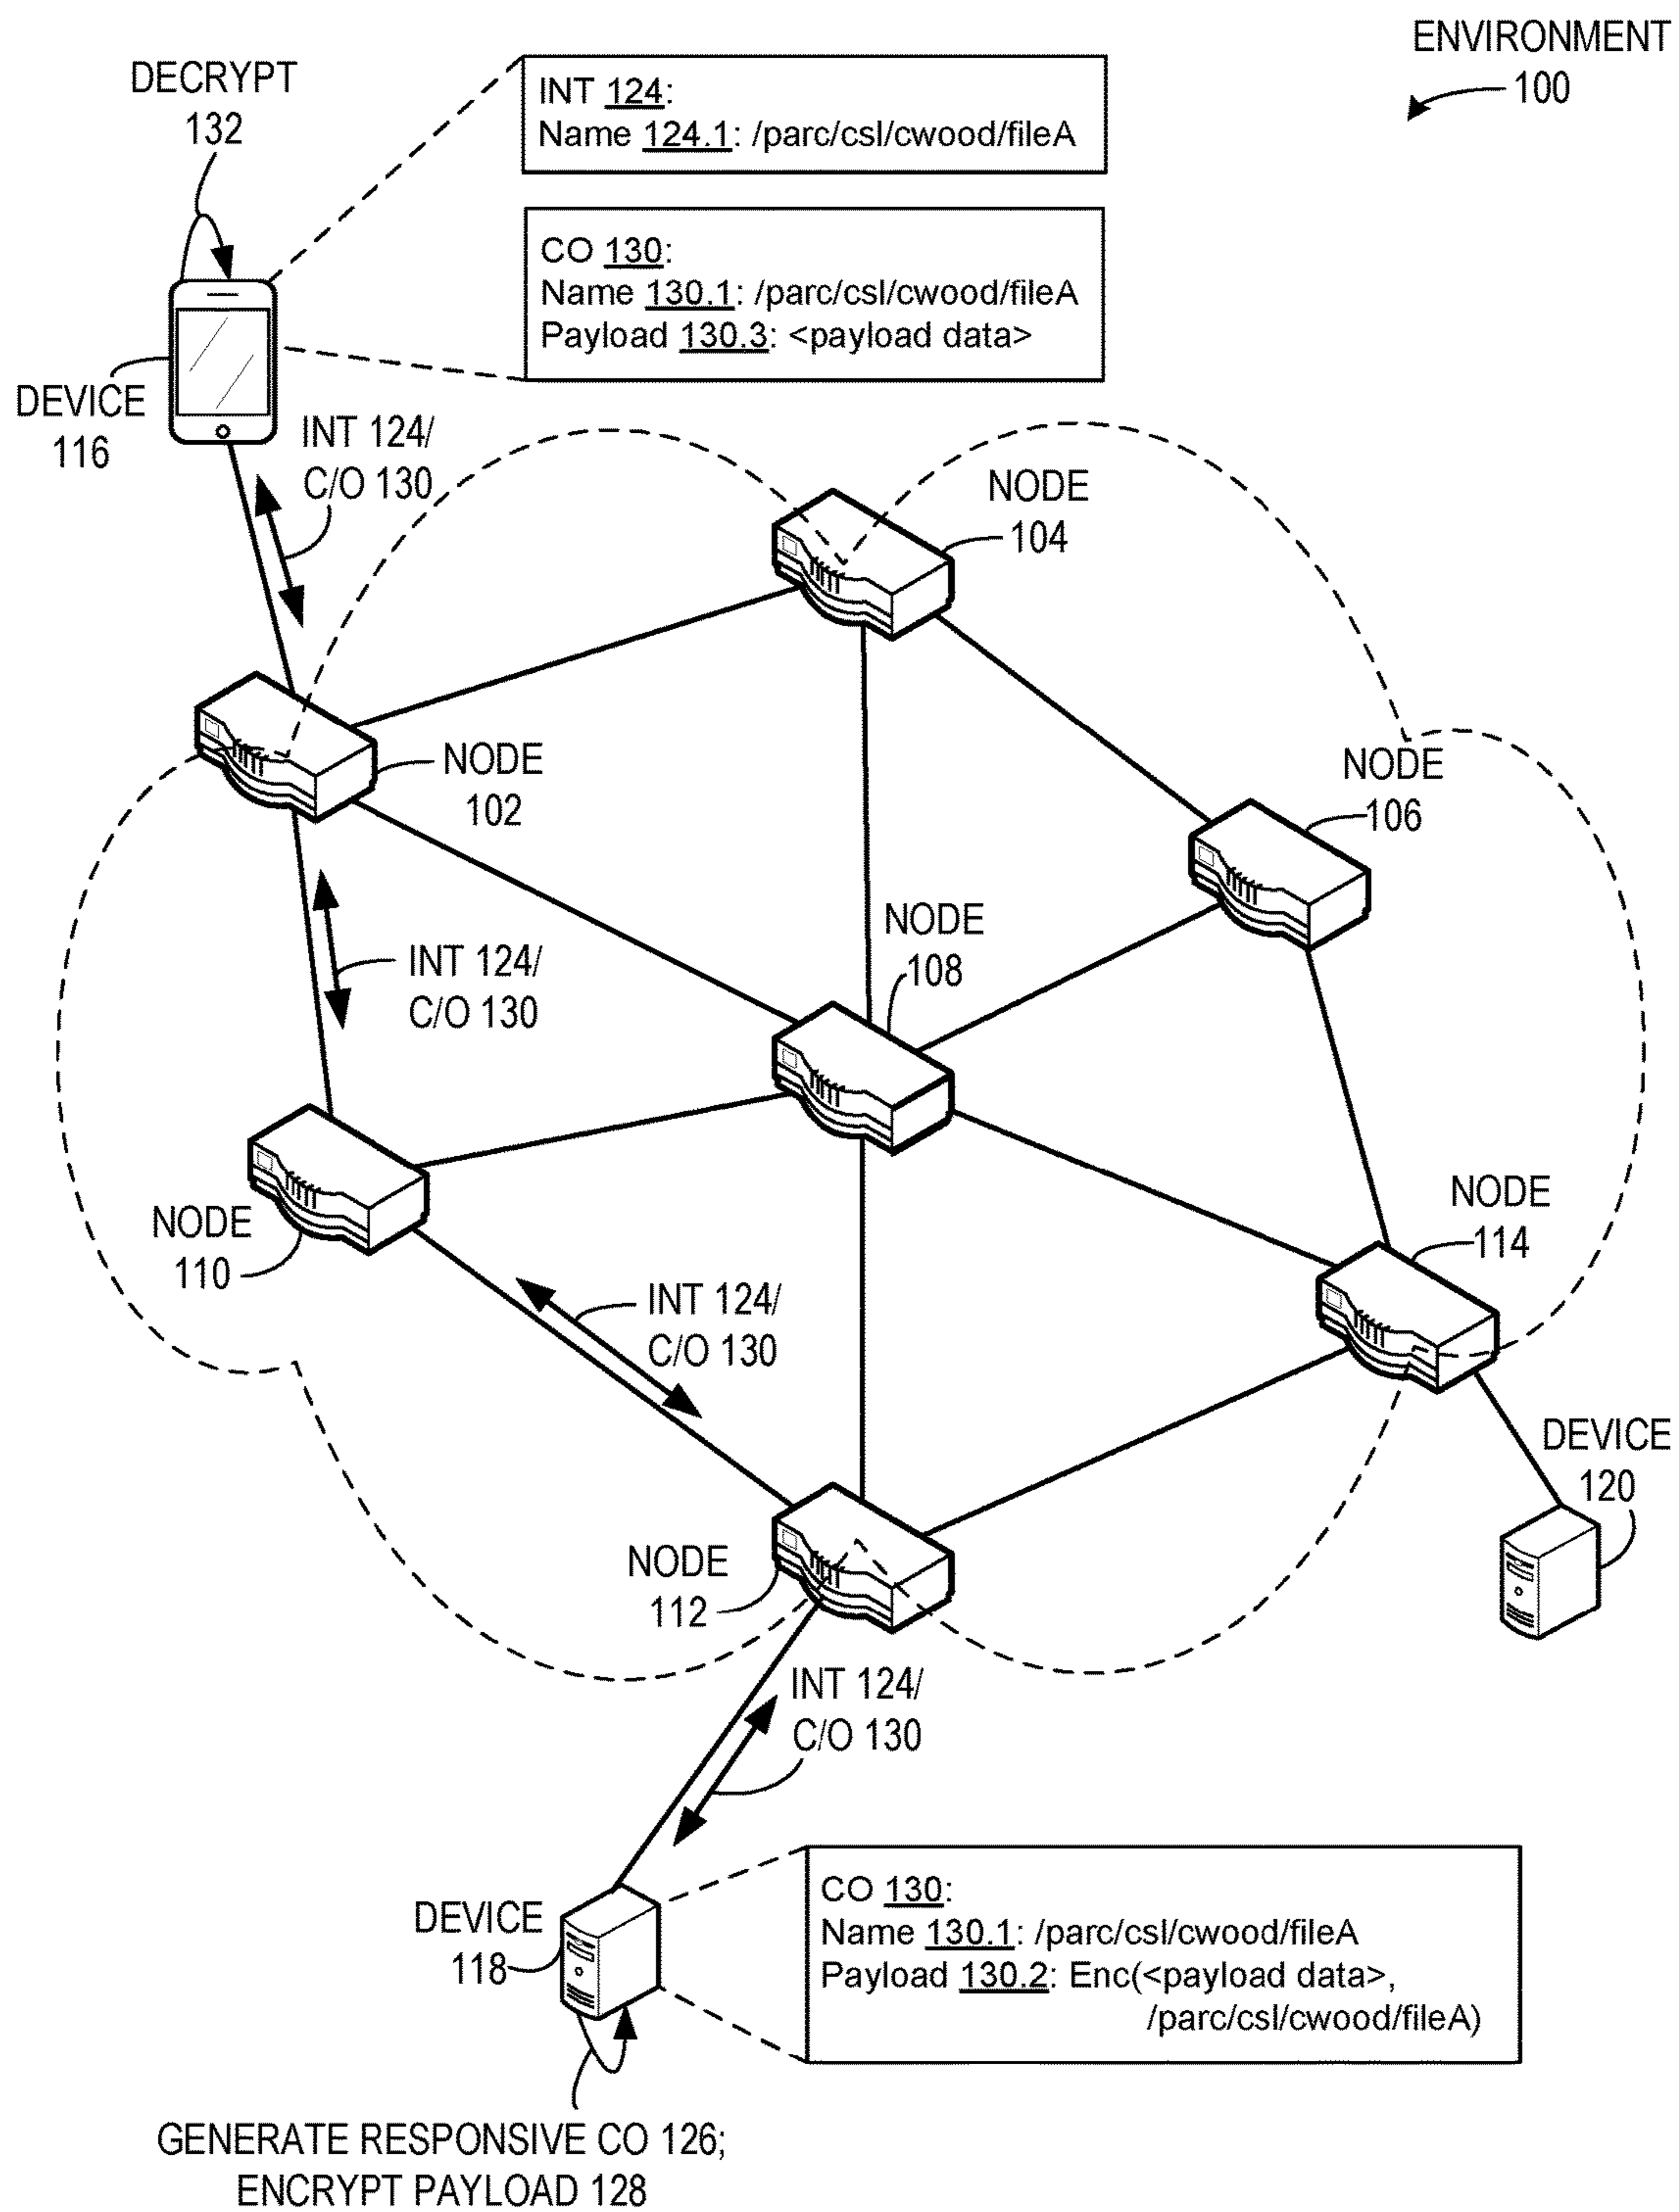 ENVIRONMENT
100
DECRYPT
132
INT 124:
Name 124.1: /parc/csl/cwood/fileA
CO 130:
Name 130.1: /parc/csl/cwood/fileA
Payload 130.3: <payload data>
DEVICE
116
INT 124/
C/O 130
NODE
104
NODE
102
NODE
106
NODE
108
INT 124/
C/O 130
NODE
110
NODE
114
INT 124/
C/O 130
DEVICE
120
NODE
112
INT 124/
C/O 130
DEVICE
118
CO 130:
Name 130.1: /parc/csl/cwood/fileA
Payload 130.2: Enc(<payload data>,
/parc/csl/cwood/fileA)
GENERATE RESPONSIVE CO 126;
ENCRYPT PAYLOAD 128